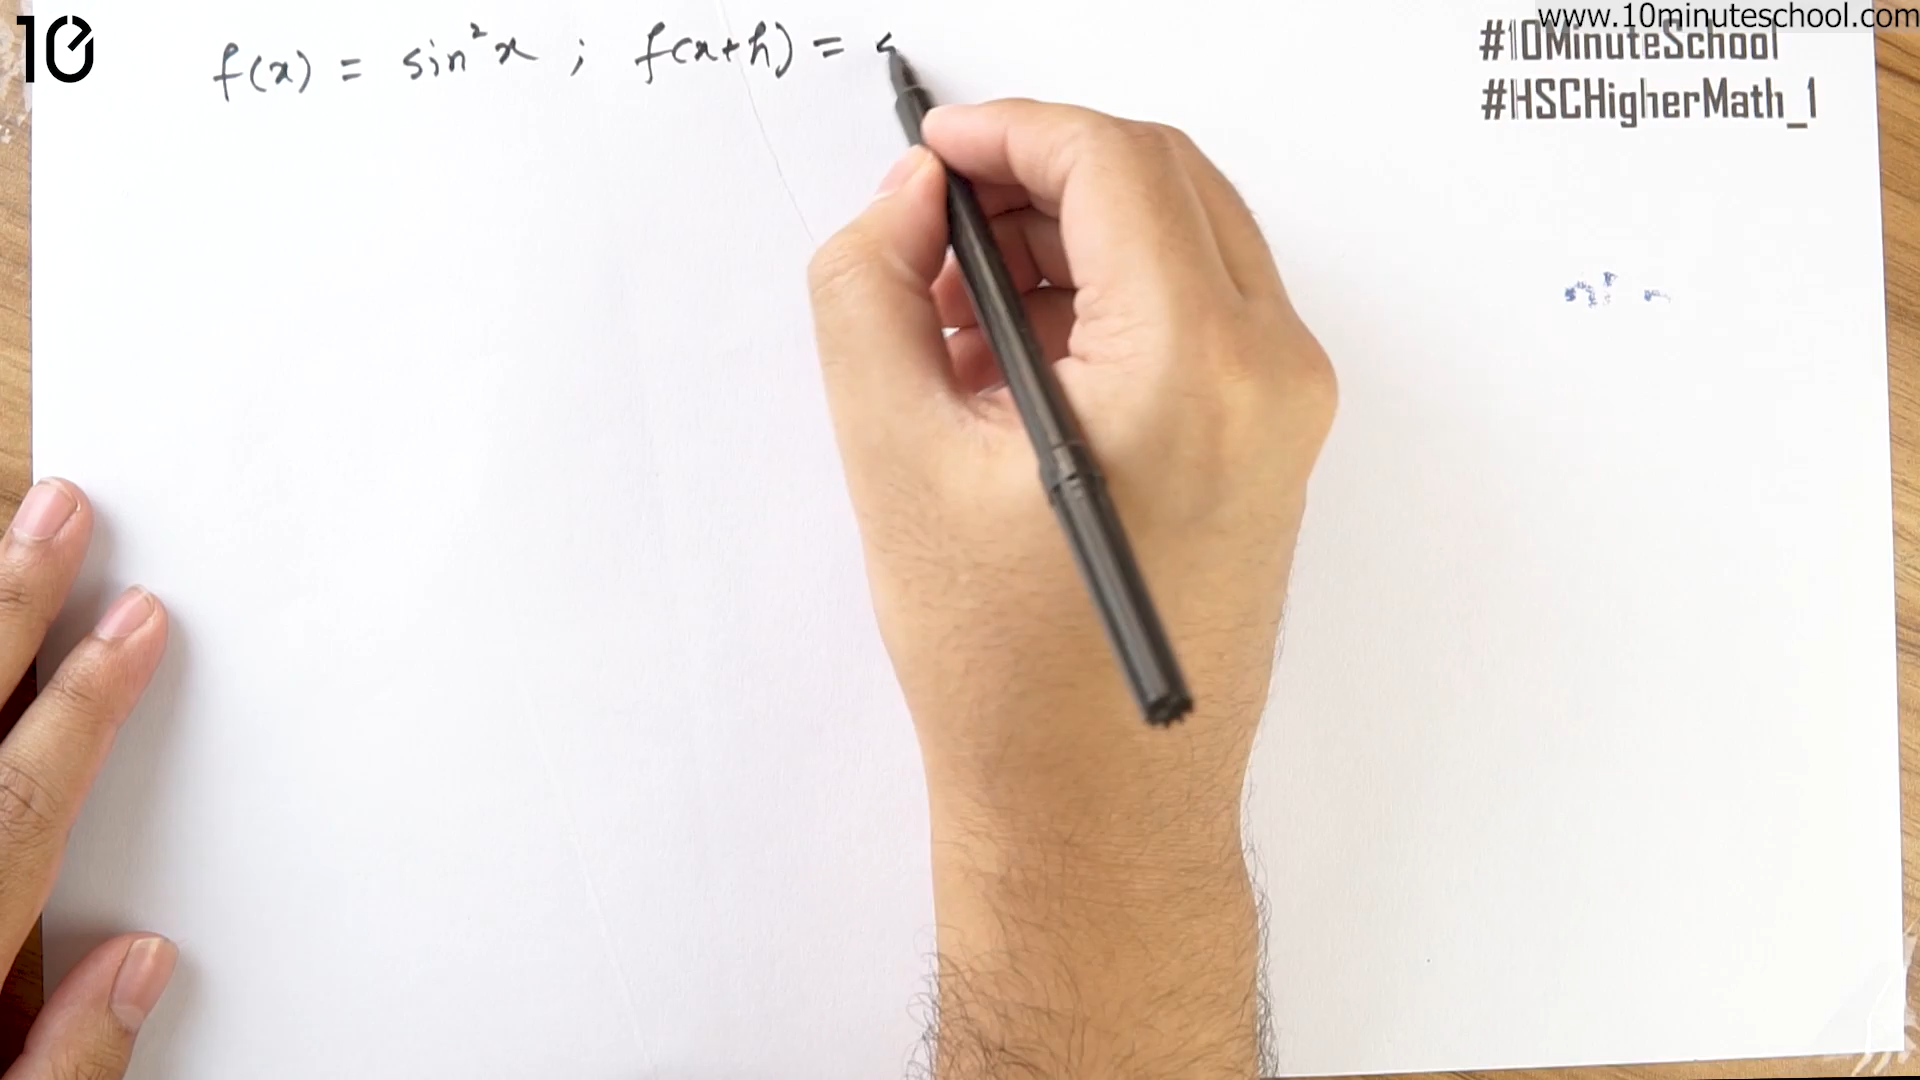 10
www.10minuteschool.com
#10MinuteSchool
#HSCHigherMath_1
f(x) = sin²x ; f(x+h) = s